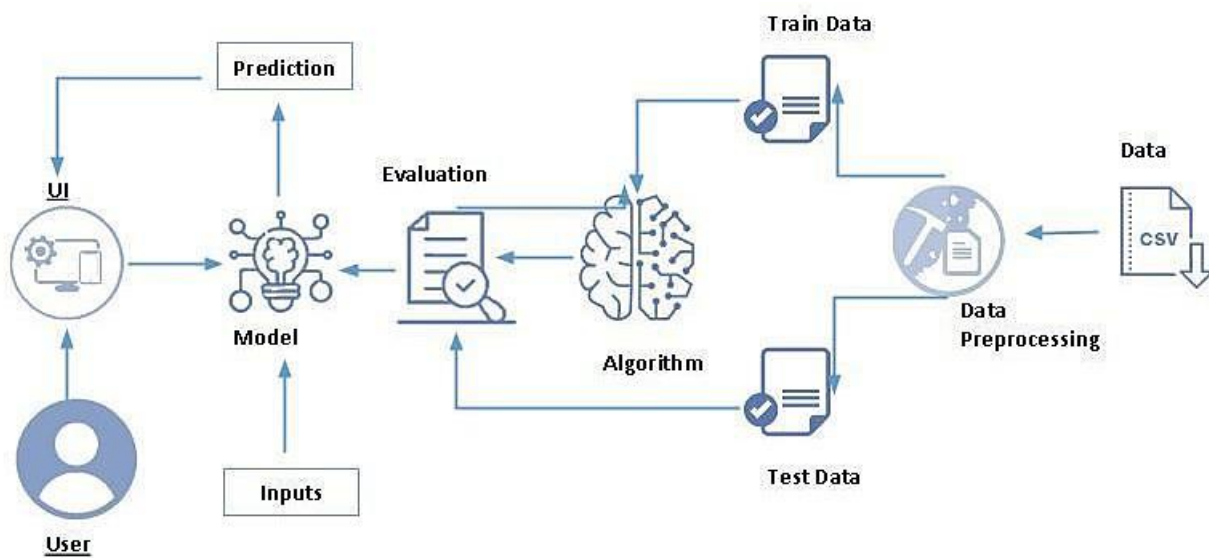 Train Data
Prediction
Data
Evaluation
UI
CSV
Data
Preprocessing
Model
Algorithm
Test Data
Inputs
User